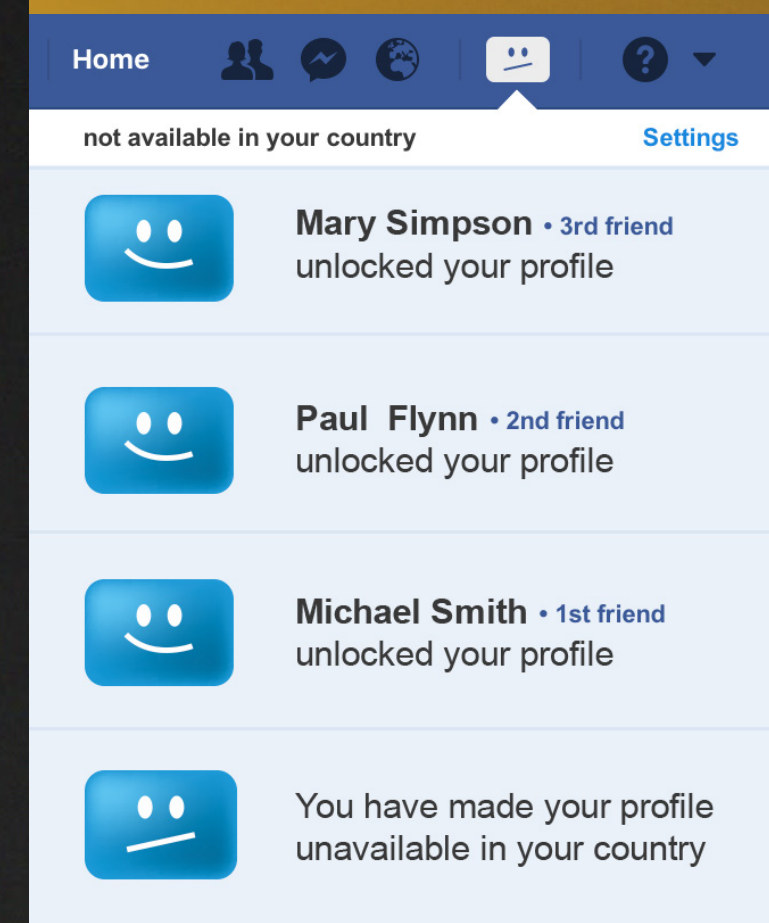 Home
not available in your country Settings
Mary Simpson • 3rd friend
unlocked your profile
Paul Flynn • 2nd friend
unlocked your profile
Michael Smith • 1st friend
unlocked your profile
You have made your profile
unavailable in your country